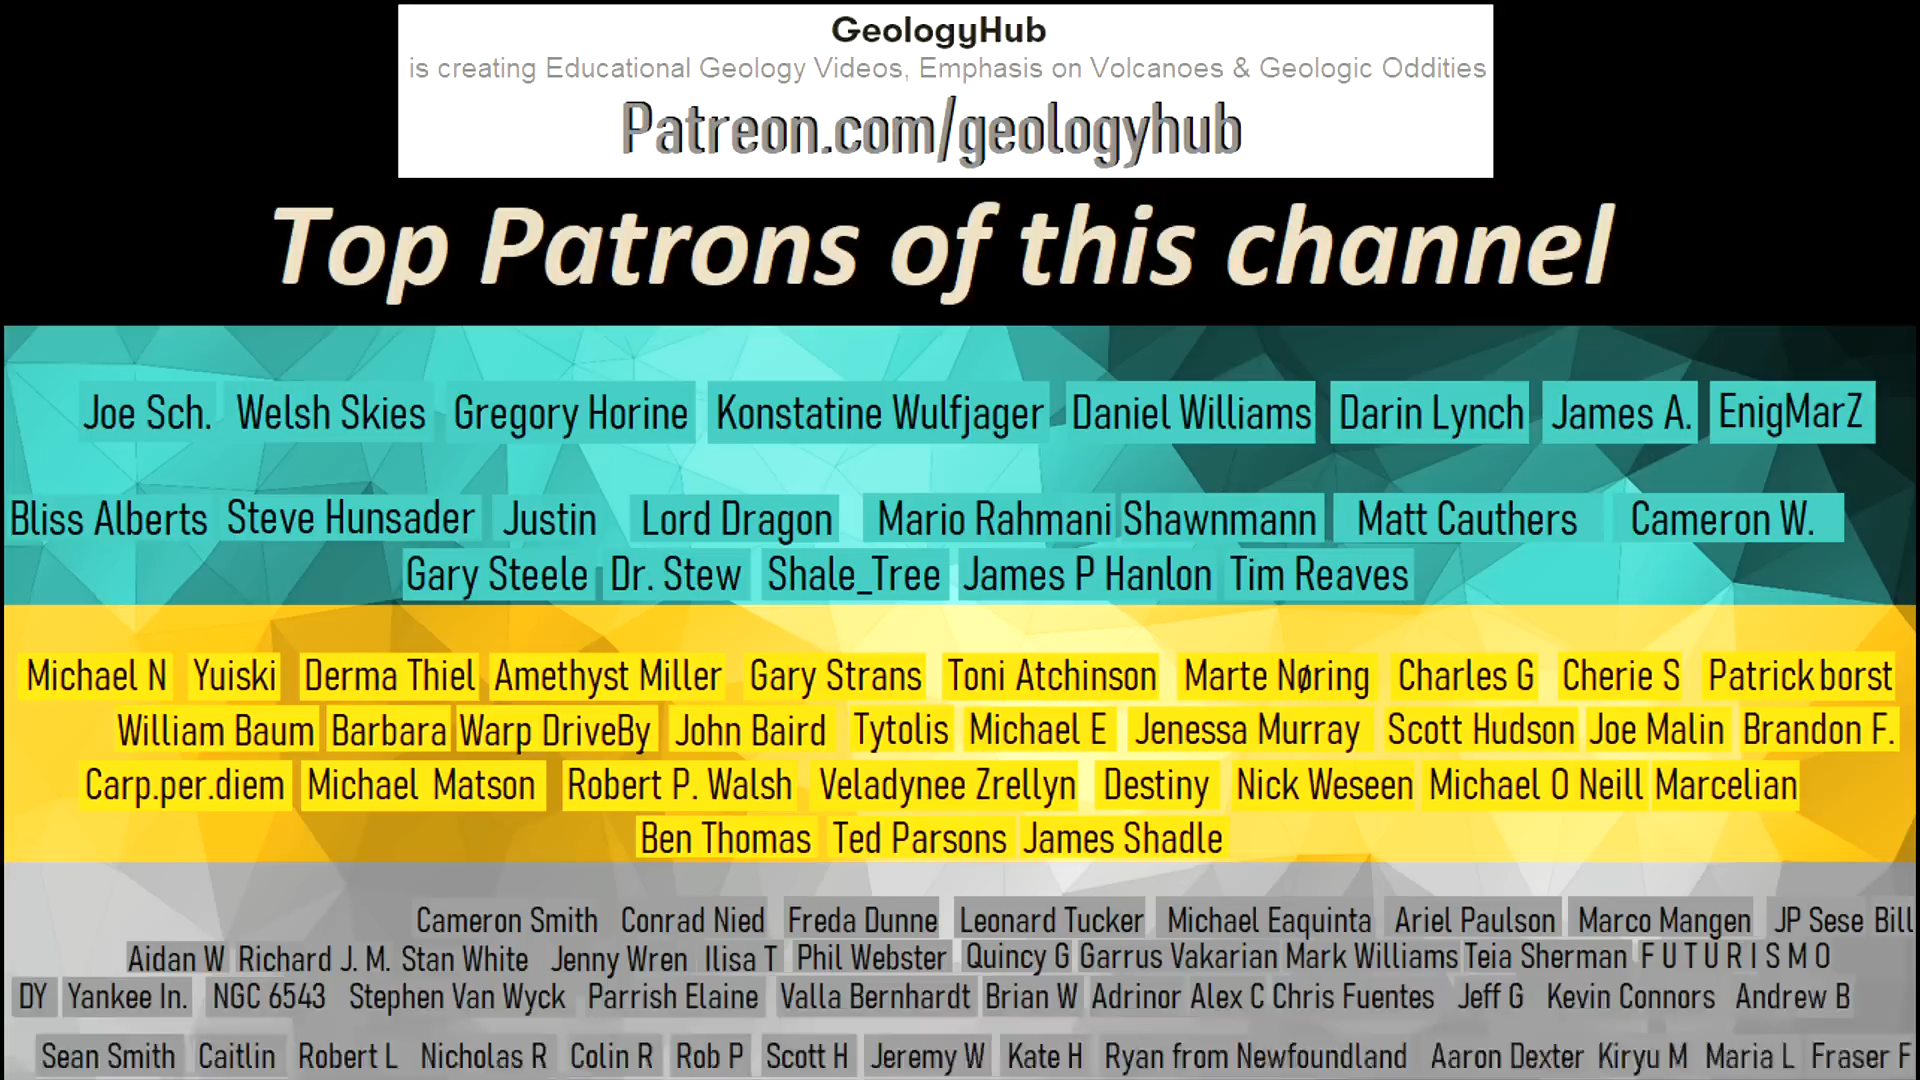 GeologyHub
is creating Educational Geology Videos, Emphasis on Volcanoes & Geologic Oddities
Patreon.com/geologyhub
Top Patrons of this channel
Joe Sch. Welsh Skies Gregory Horine Konstatine Wulfjager Daniel Williams Darin Lynch James A. EnigMarZ
Bliss Alberts Steve Hunsader Justin Lord Dragon Mario Rahmani Shawnmann Matt Cauthers Cameron W.
Gary Steele Dr. Stew Shale_Tree James P Hanlon Tim Reaves
Michael N Yuiski Derma Thiel Amethyst Miller Gary Strans Toni Atchinson Marte Nøring Charles G Cherie S Patrick borst
William Baum Barbara Warp DriveBy John Baird Tytolis Michael E Jenessa Murray Scott Hudson Joe Malin Brandon F.
Carp.per.diem Michael Matson Robert P. Walsh Veladynee Zrellyn Destiny Nick Weseen Michael O Neill Marcelian
Ben Thomas Ted Parsons James Shadle
Cameron Smith Conrad Nied Freda Dunne Leonard Tucker Michael Eaquinta Ariel Paulson Marco Mangen JP Sese Bill
Aidan W Richard J. M. Stan White Jenny Wren Ilisa T Phil Webster Quincy G Garrus Vakarian Mark Williams Teia Sherman F U T U R I S M O
DY Yankee In. NGC 6543 Stephen Van Wyck Parrish Elaine Valla Bernhardt Brian W Adrinor Alex C Chris Fuentes Jeff G Kevin Connors Andrew B
Sean Smith Caitlin Robert L Nicholas R Colin R Rob P Scott H Jeremy W Kate H Ryan from Newfoundland Aaron Dexter Kiryu M Maria L Fraser F